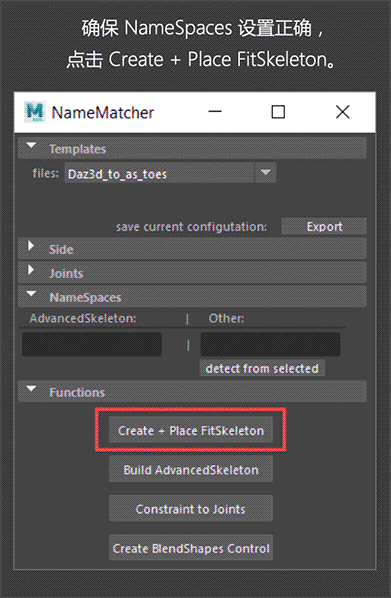 确保 NameSpaces 设置正确，
点击 Create + Place FitSkeleton。
NameMatcher
Templates
files: Daz3d_to_as_toes
save current configutation: Export
Side
Joints
NameSpaces
AdvancedSkeleton: | Other:
|
detect from selected
Functions
Create + Place FitSkeleton
Build AdvancedSkeleton
Constraint to Joints
Create BlendShapes Control